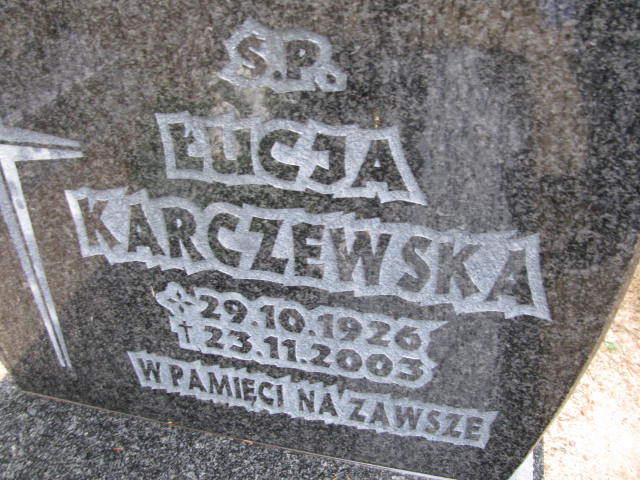 Ś.P.
ŁUCJA
KARCZEWSKA
29.10.1926
† 23.11.2003
W PAMIĘCI NA ZAWSZE